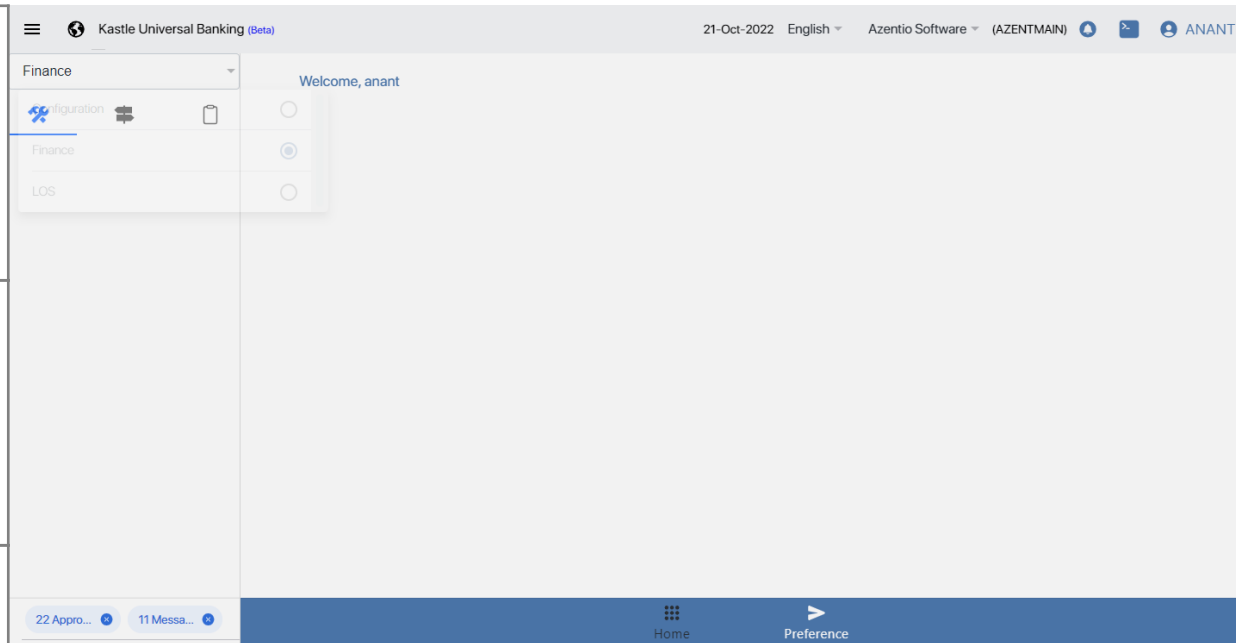 Kastle Universal Banking (Beta) 21-Oct-2022 English Azentio Software (AZENTMAIN) ANANT
Finance
Welcome, anant
Configuration
Finance
LOS
22 Appro... 11 Messa...
Home Preference